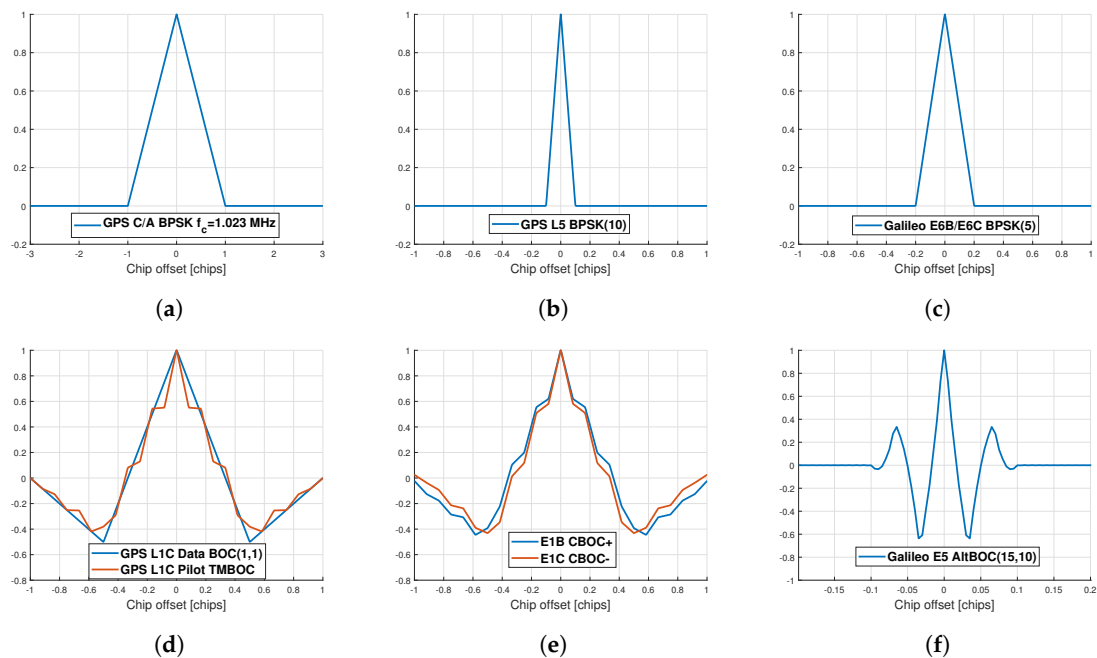 1
0.8
0.6
0.4
0.2
0
-0.2
-3 -2 -1 0 1 2 3
GPS C/A BPSK f_c=1.023 MHz
Chip offset [chips]
(a)
1
0.8
0.6
0.4
0.2
0
-0.2
-1 -0.8 -0.6 -0.4 -0.2 0 0.2 0.4 0.6 0.8 1
GPS L5 BPSK(10)
Chip offset [chips]
(b)
1
0.8
0.6
0.4
0.2
0
-0.2
-1 -0.8 -0.6 -0.4 -0.2 0 0.2 0.4 0.6 0.8 1
Galileo E6B/E6C BPSK(5)
Chip offset [chips]
(c)
1
0.8
0.6
0.4
0.2
0
-0.2
-0.4
-0.6
-0.8
-1 -0.8 -0.6 -0.4 -0.2 0 0.2 0.4 0.6 0.8 1
GPS L1C Data BOC(1,1)
GPS L1C Pilot TMBOC
Chip offset [chips]
(d)
1
0.8
0.6
0.4
0.2
0
-0.2
-0.4
-0.6
-0.8
-1 -0.8 -0.6 -0.4 -0.2 0 0.2 0.4 0.6 0.8 1
E1B CBOC+
E1C CBOC-
Chip offset [chips]
(e)
1
0.8
0.6
0.4
0.2
0
-0.2
-0.4
-0.6
-0.8
-1
-0.15 -0.1 -0.05 0 0.05 0.1 0.15 0.2
Galileo E5 AltBOC(15,10)
Chip offset [chips]
(f)